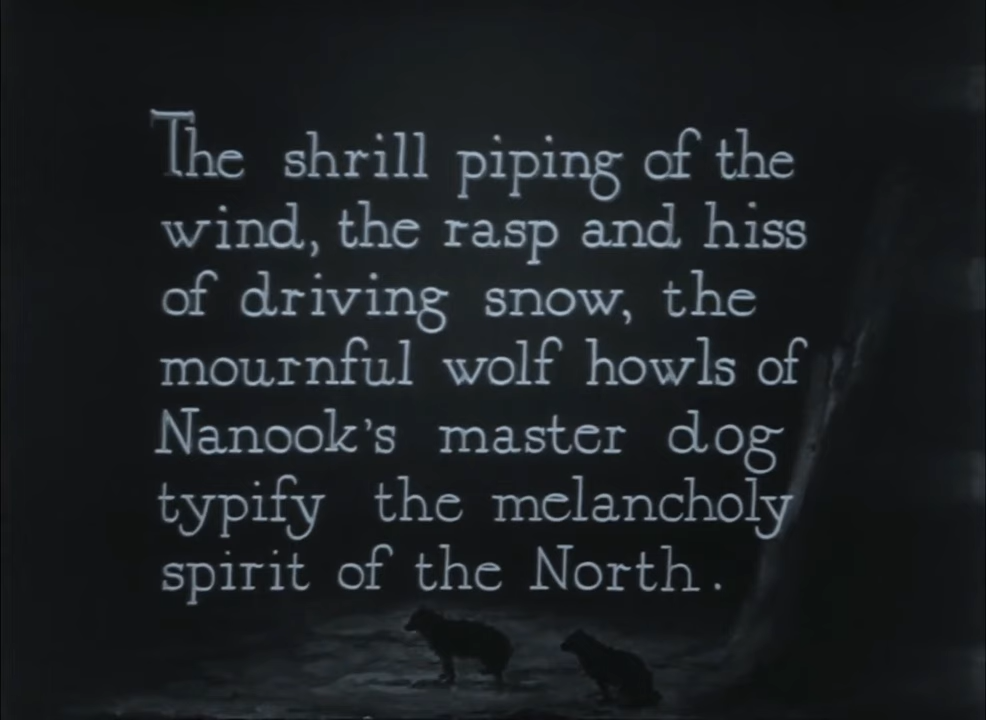 The shrill piping of the
wind, the rasp and hiss
of driving snow, the
mournful wolf howls of
Nanook's master dog
typify the melancholy
spirit of the North.